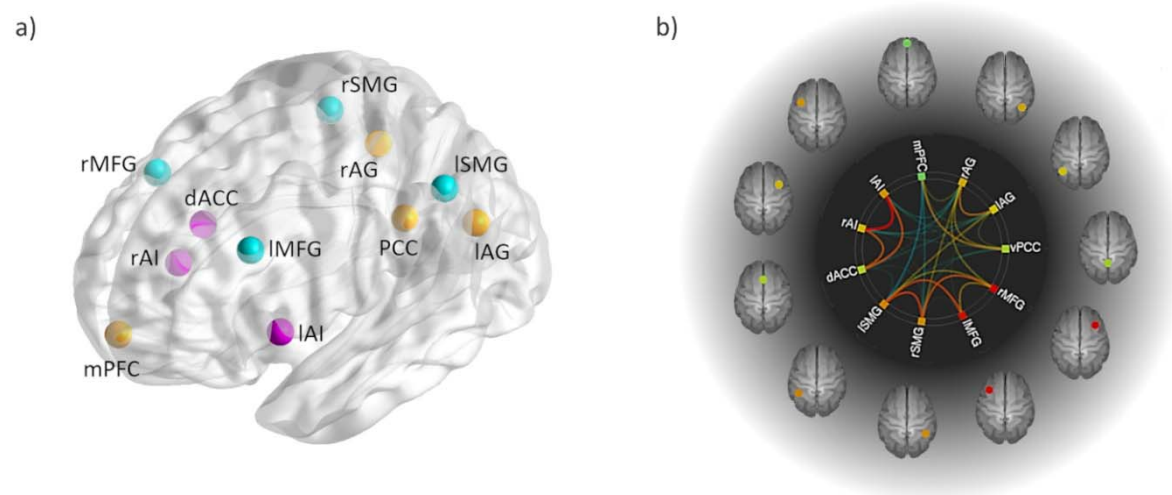 a)
rSMG
rMFG
rAG
lSMG
dACC
rAI
lMFG
PCC
lAG
lAI
mPFC
b)
mPFC
rAG
lAG
vPCC
rMFG
lMFG
rSMG
lSMG
dACC
rAI
lAI